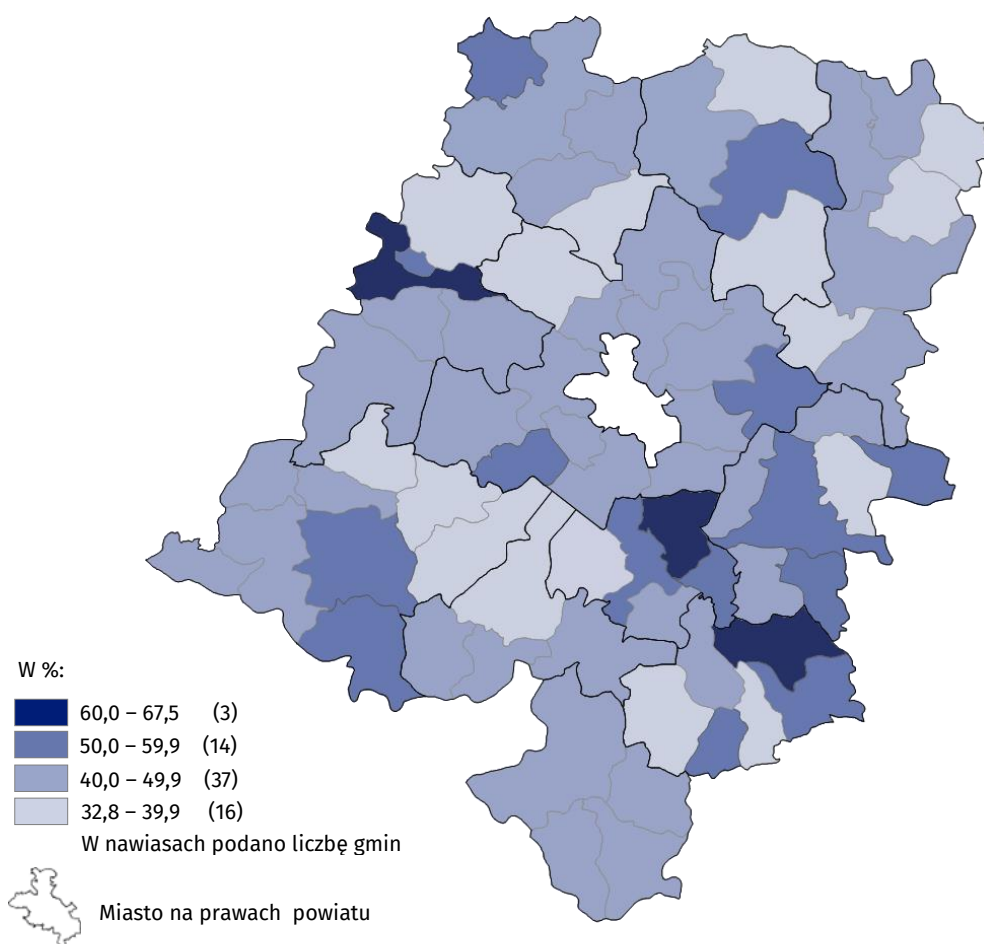 W %:
60,0 – 67,5 (3)
50,0 – 59,9 (14)
40,0 – 49,9 (37)
32,8 – 39,9 (16)
W nawiasach podano liczbę gmin
Miasto na prawach powiatu